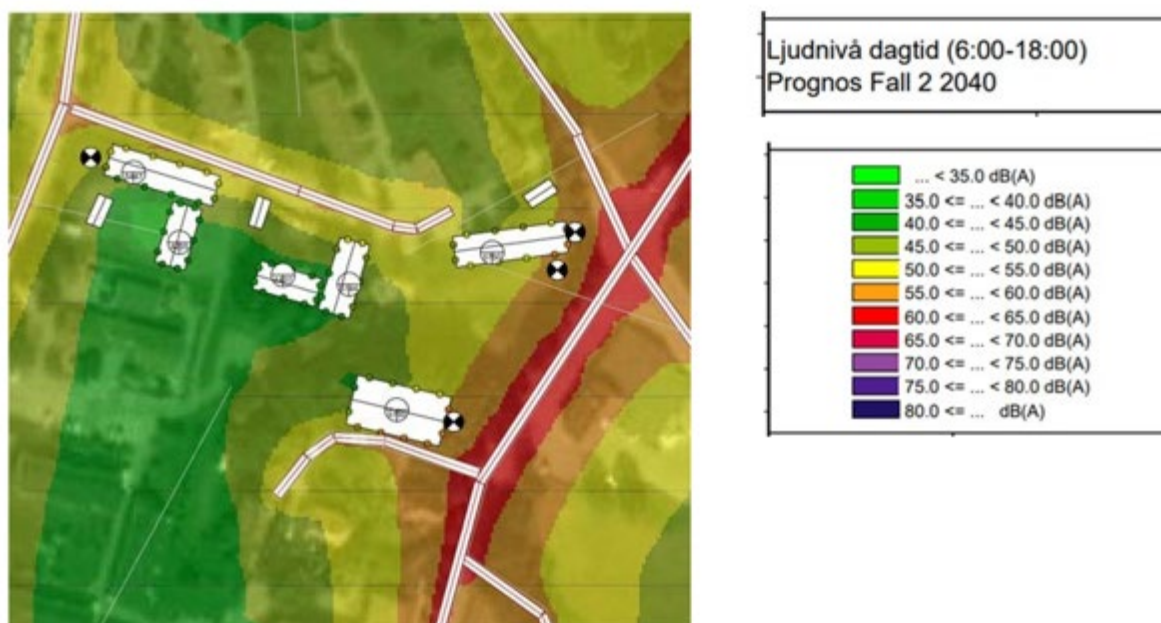 Ljudnivå dagtid (6:00-18:00)
Prognos Fall 2 2040
... < 35.0 dB(A)
35.0 <= ... < 40.0 dB(A)
40.0 <= ... < 45.0 dB(A)
45.0 <= ... < 50.0 dB(A)
50.0 <= ... < 55.0 dB(A)
55.0 <= ... < 60.0 dB(A)
60.0 <= ... < 65.0 dB(A)
65.0 <= ... < 70.0 dB(A)
70.0 <= ... < 75.0 dB(A)
75.0 <= ... < 80.0 dB(A)
80.0 <= ... dB(A)